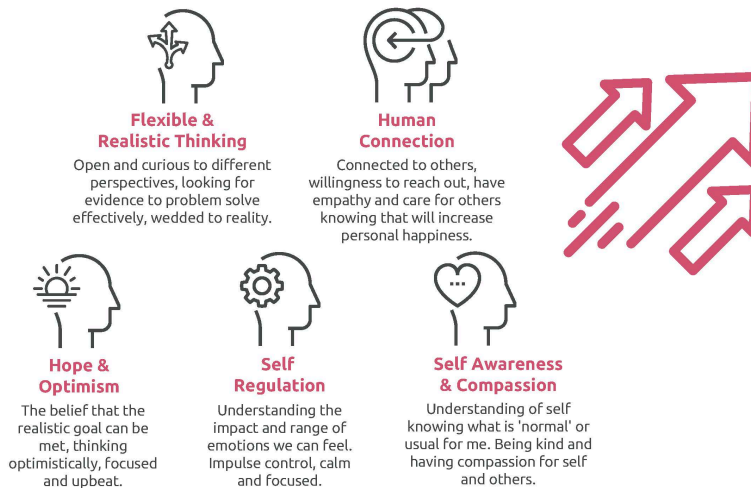 Flexible &
Realistic Thinking
Open and curious to different
perspectives, looking for
evidence to problem solve
effectively, wedded to reality.
Human
Connection
Connected to others,
willingness to reach out, have
empathy and care for others
knowing that will increase
personal happiness.
Hope &
Optimism
The belief that the
realistic goal can be
met, thinking
optimistically, focused
and upbeat.
Self
Regulation
Understanding the
impact and range of
emotions we can feel.
Impulse control, calm
and focused.
Self Awareness
& Compassion
Understanding of self
knowing what is 'normal' or
usual for me. Being kind and
having compassion for self
and others.